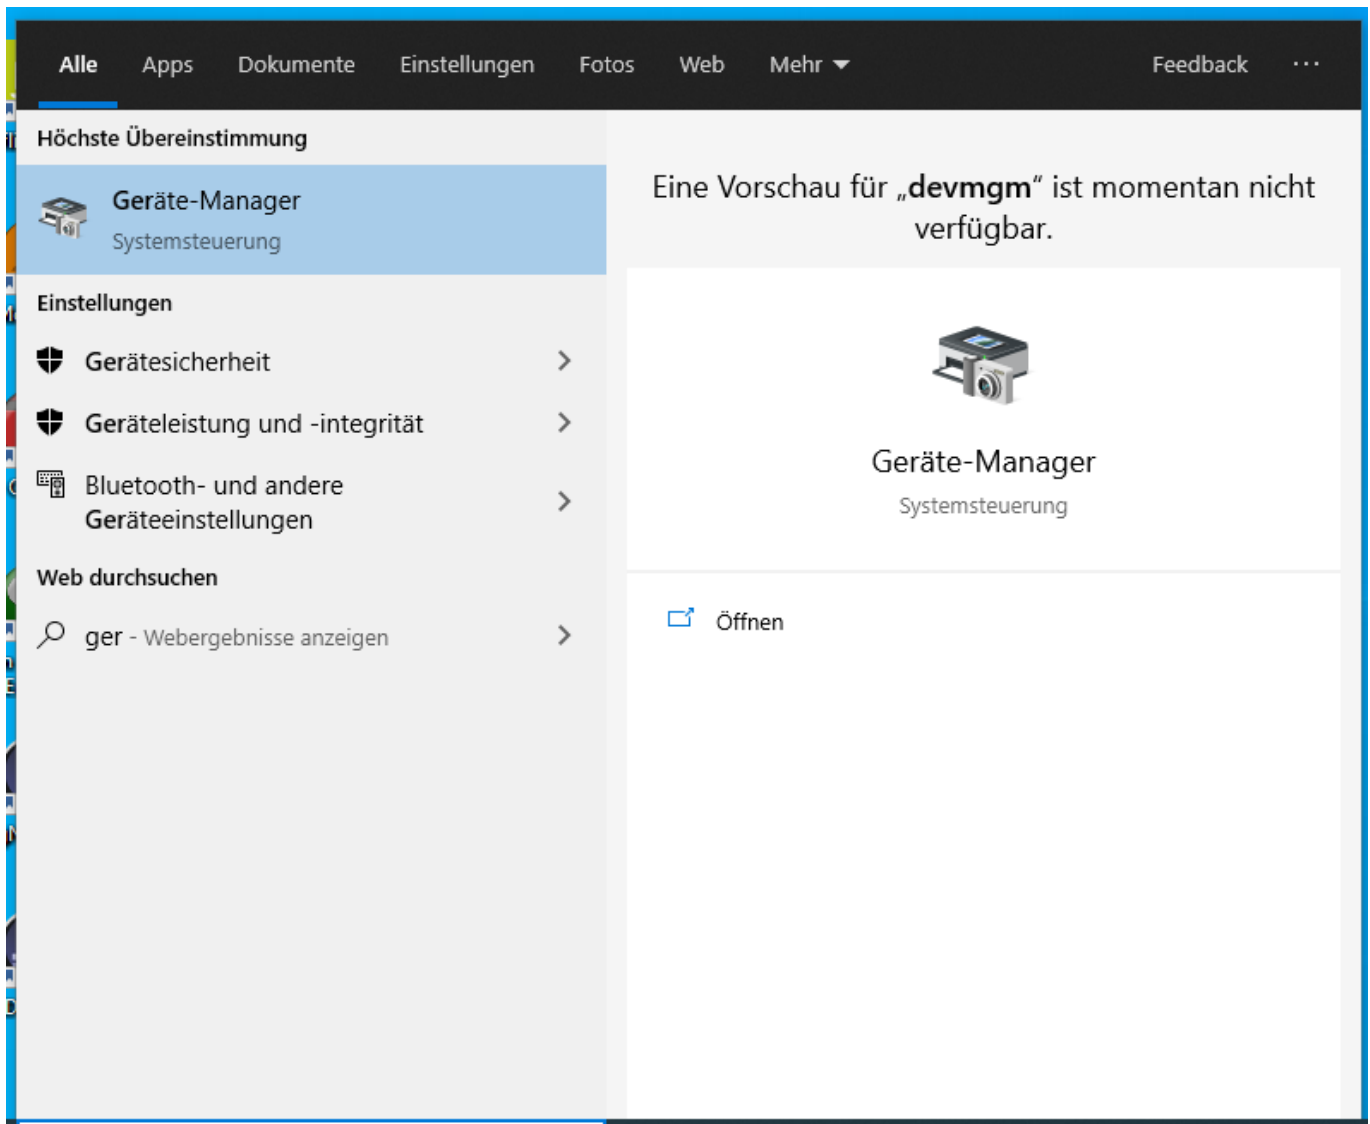 Alle Apps Dokumente Einstellungen Fotos Web Mehr Feedback ...
Höchste Übereinstimmung
Geräte-Manager
Systemsteuerung
Einstellungen
Gerätesicherheit
Geräteleistung und -integrität
Bluetooth- und andere
Geräteeinstellungen
Web durchsuchen
ger - Webergebnisse anzeigen
Eine Vorschau für „devmgm“ ist momentan nicht
verfügbar.
Geräte-Manager
Systemsteuerung
Öffnen